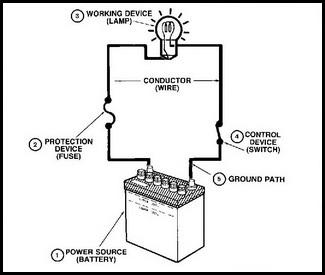 3 WORKING DEVICE
(LAMP)
CONDUCTOR
(WIRE)
2 PROTECTION
DEVICE
(FUSE)
4 CONTROL
DEVICE
(SWITCH)
5 GROUND PATH
1 POWER SOURCE
(BATTERY)